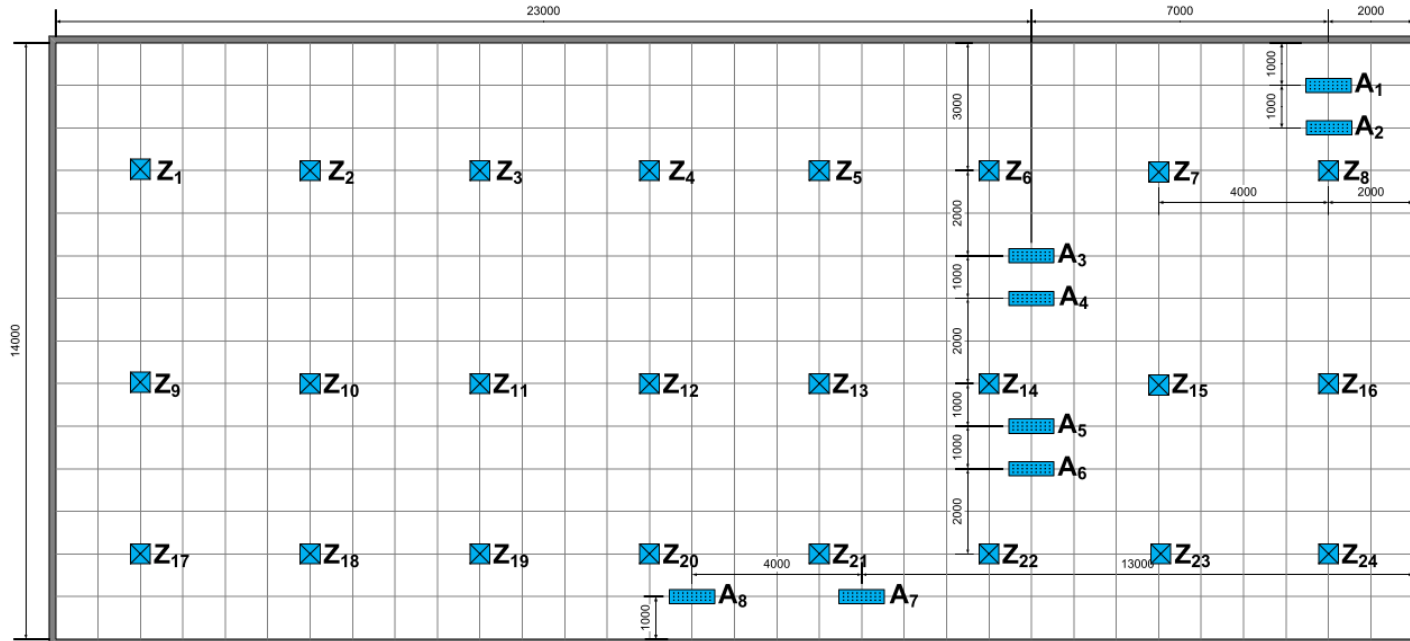 23000 7000 2000
1000 A₁
3000
1000 A₂
Z₁ Z₂ Z₃ Z₄ Z₅ Z₆ Z₇ Z₈
4000 2000
2000
A₃
1000
A₄
14000
2000
Z₉ Z₁₀ Z₁₁ Z₁₂ Z₁₃ Z₁₄ Z₁₅ Z₁₆
1000
A₅
1000
A₆
2000
Z₁₇ Z₁₈ Z₁₉ Z₂₀ Z₂₁ Z₂₂ Z₂₃ Z₂₄
4000 13000
A₈ A₇
1000